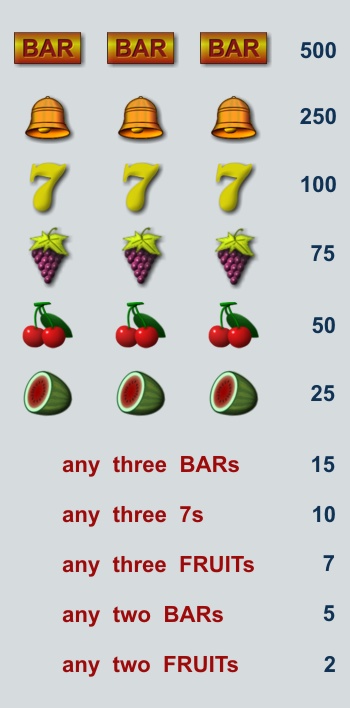 BAR BAR BAR 500
250
7 7 7 100
75
50
25
any three BARs 15
any three 7s 10
any three FRUITs 7
any two BARs 5
any two FRUITs 2